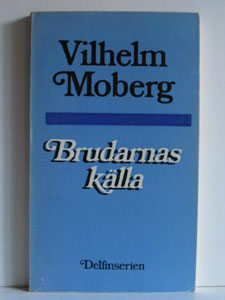 Vilhelm
Moberg
Brudarnas
källa
Delfinserien